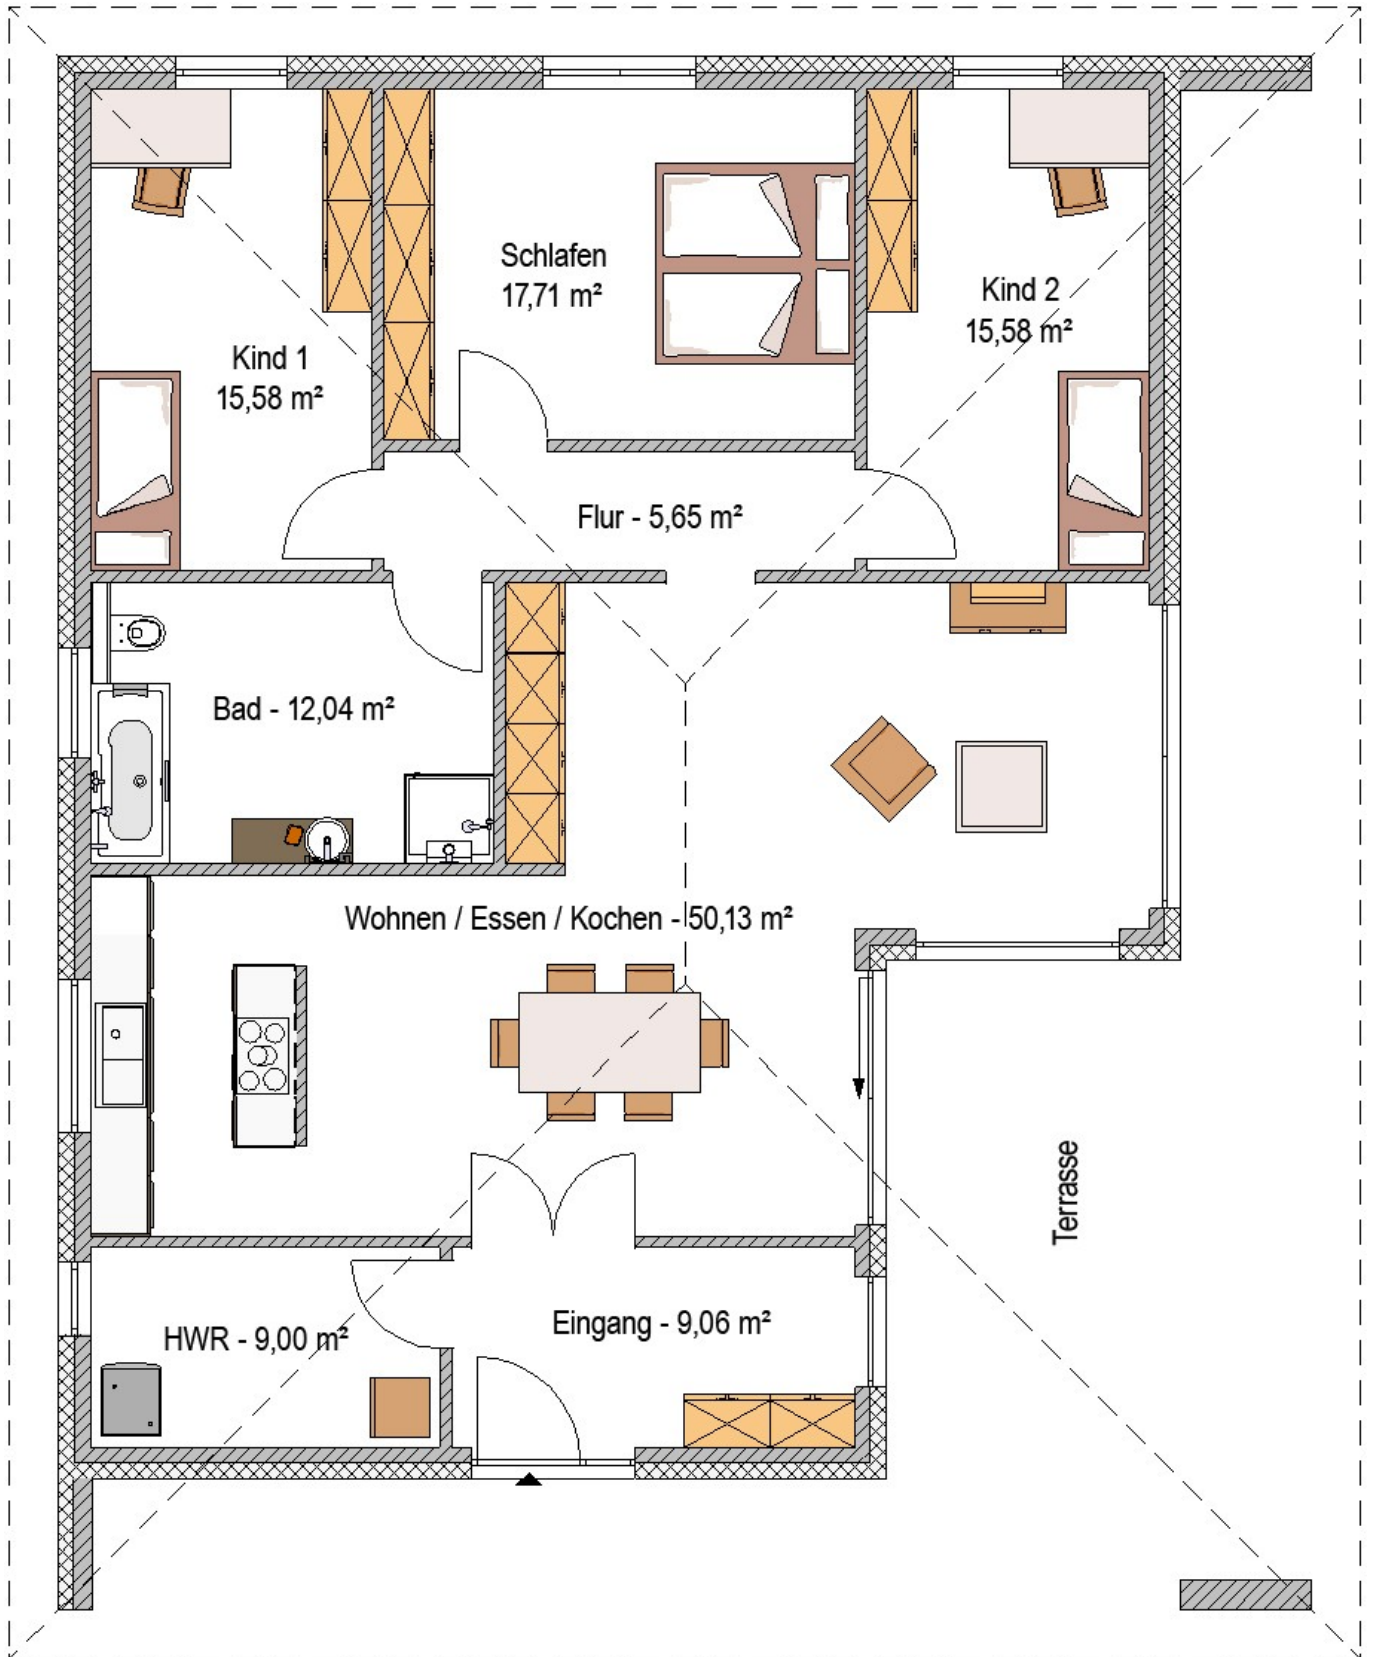 Schlafen
17,71 m²
Kind 2
15,58 m²
Kind 1
15,58 m²
Flur - 5,65 m²
Bad - 12,04 m²
Wohnen / Essen / Kochen - 50,13 m²
Terrasse
HWR - 9,00 m²
Eingang - 9,06 m²